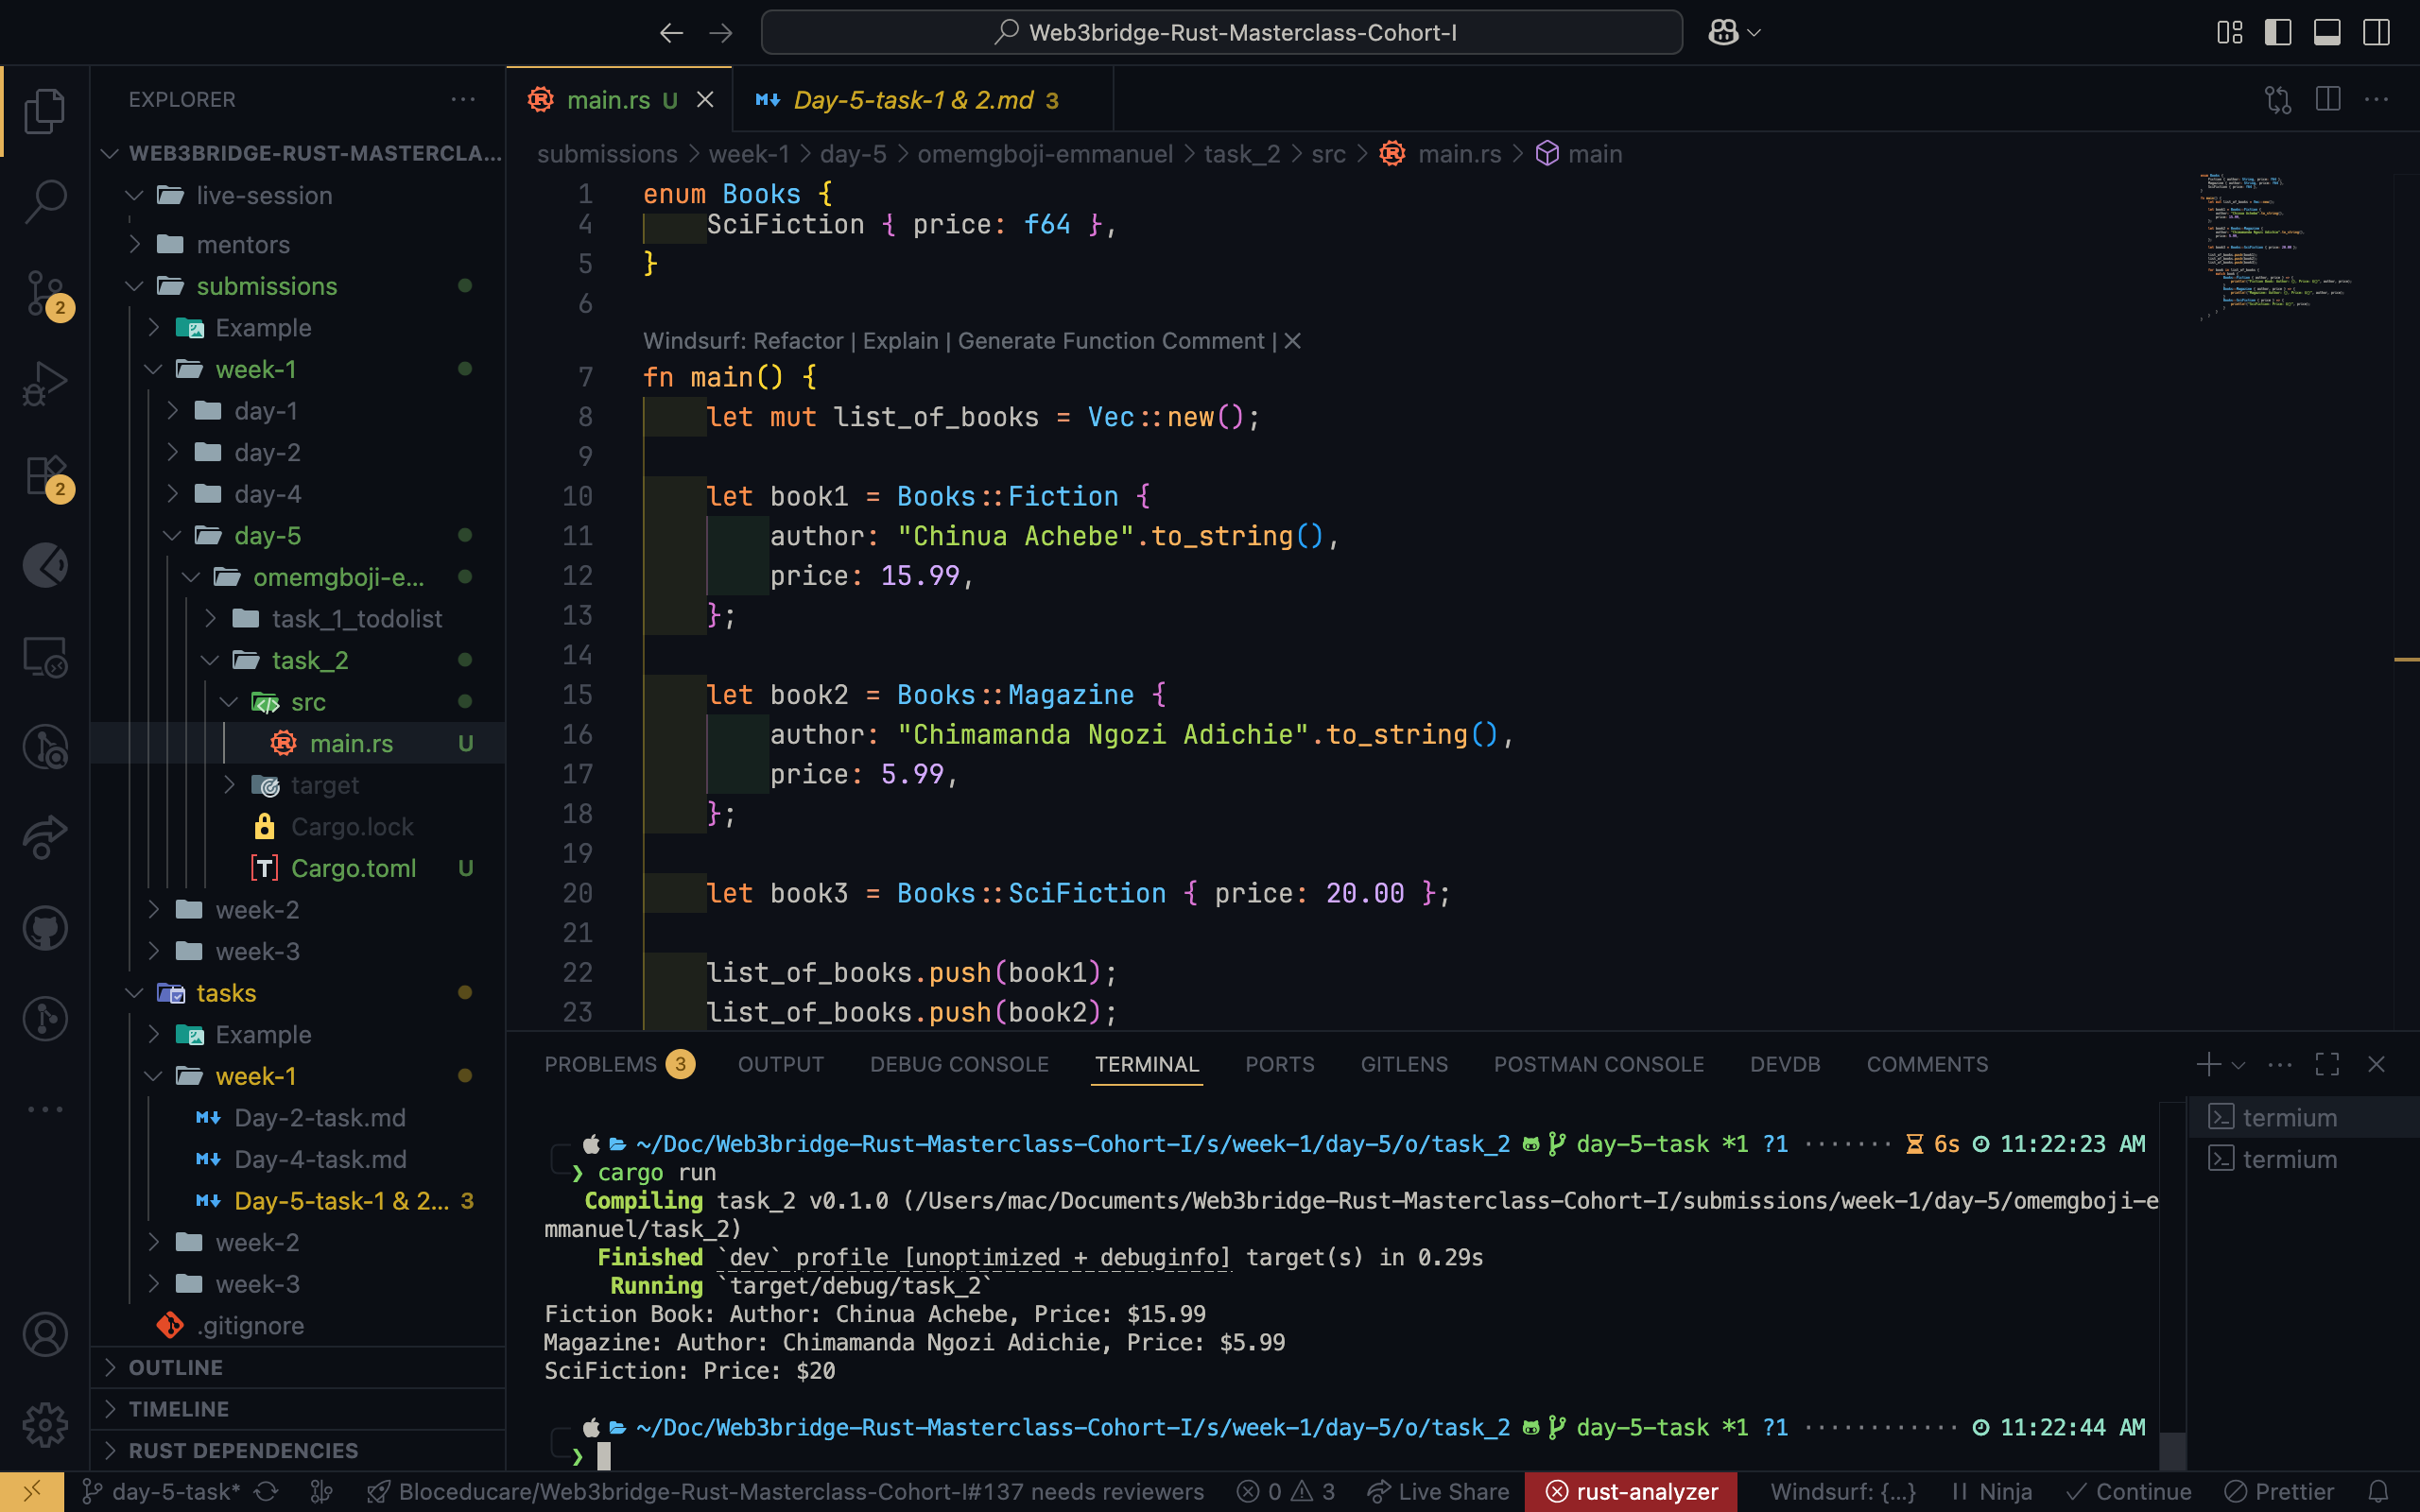 Web3bridge-Rust-Masterclass-Cohort-I
EXPLORER
WEB3BRIDGE-RUST-MASTERCLA...
live-session
mentors
submissions
Example
week-1
day-1
day-2
day-4
day-5
omemgboji-e...
task_1_todolist
task_2
src
main.rs U
target
Cargo.lock
Cargo.toml U
week-2
week-3
tasks
Example
week-1
Day-2-task.md
Day-4-task.md
Day-5-task-1 & 2... 3
week-2
week-3
.gitignore
OUTLINE
TIMELINE
RUST DEPENDENCIES
2
2
main.rs U
Day-5-task-1 & 2.md 3
submissions > week-1 > day-5 > omemgboji-emmanuel > task_2 > src > main.rs > main
1 enum Books {
4 SciFiction { price: f64 },
5 }
6
Windsurf: Refactor | Explain | Generate Function Comment | ×
7 fn main() {
8 let mut list_of_books = Vec::new();
9
10 let book1 = Books::Fiction {
11 author: "Chinua Achebe".to_string(),
12 price: 15.99,
13 };
14
15 let book2 = Books::Magazine {
16 author: "Chimamanda Ngozi Adichie".to_string(),
17 price: 5.99,
18 };
19
20 let book3 = Books::SciFiction { price: 20.00 };
21
22 list_of_books.push(book1);
23 list_of_books.push(book2);
PROBLEMS 3 OUTPUT DEBUG CONSOLE TERMINAL PORTS GITLENS POSTMAN CONSOLE DEVDB COMMENTS
~/Doc/Web3bridge-Rust-Masterclass-Cohort-I/s/week-1/day-5/o/task_2 day-5-task *1 ?1 ······· 6s 11:22:23 AM
❯ cargo run
Compiling task_2 v0.1.0 (/Users/mac/Documents/Web3bridge-Rust-Masterclass-Cohort-I/submissions/week-1/day-5/omemgboji-e
mmanuel/task_2)
Finished `dev` profile [unoptimized + debuginfo] target(s) in 0.29s
Running `target/debug/task_2`
Fiction Book: Author: Chinua Achebe, Price: $15.99
Magazine: Author: Chimamanda Ngozi Adichie, Price: $5.99
SciFiction: Price: $20
~/Doc/Web3bridge-Rust-Masterclass-Cohort-I/s/week-1/day-5/o/task_2 day-5-task *1 ?1 ············ 11:22:44 AM
❯
termium
termium
day-5-task* Bloceducare/Web3bridge-Rust-Masterclass-Cohort-I#137 needs reviewers 0 3 Live Share rust-analyzer Windsurf: {...} Ninja Continue Prettier